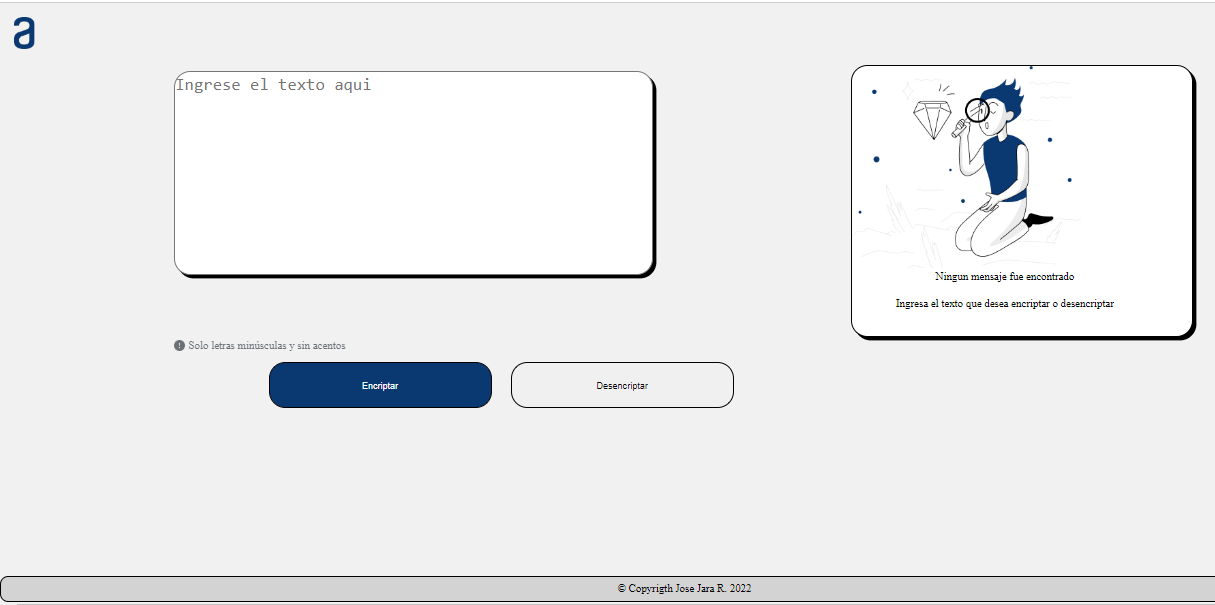 a
Ingrese el texto aqui
Ningun mensaje fue encontrado
Ingresa el texto que desea encriptar o desencriptar
Solo letras minúsculas y sin acentos
Encriptar
Desencriptar
© Copyrigth Jose Jara R. 2022